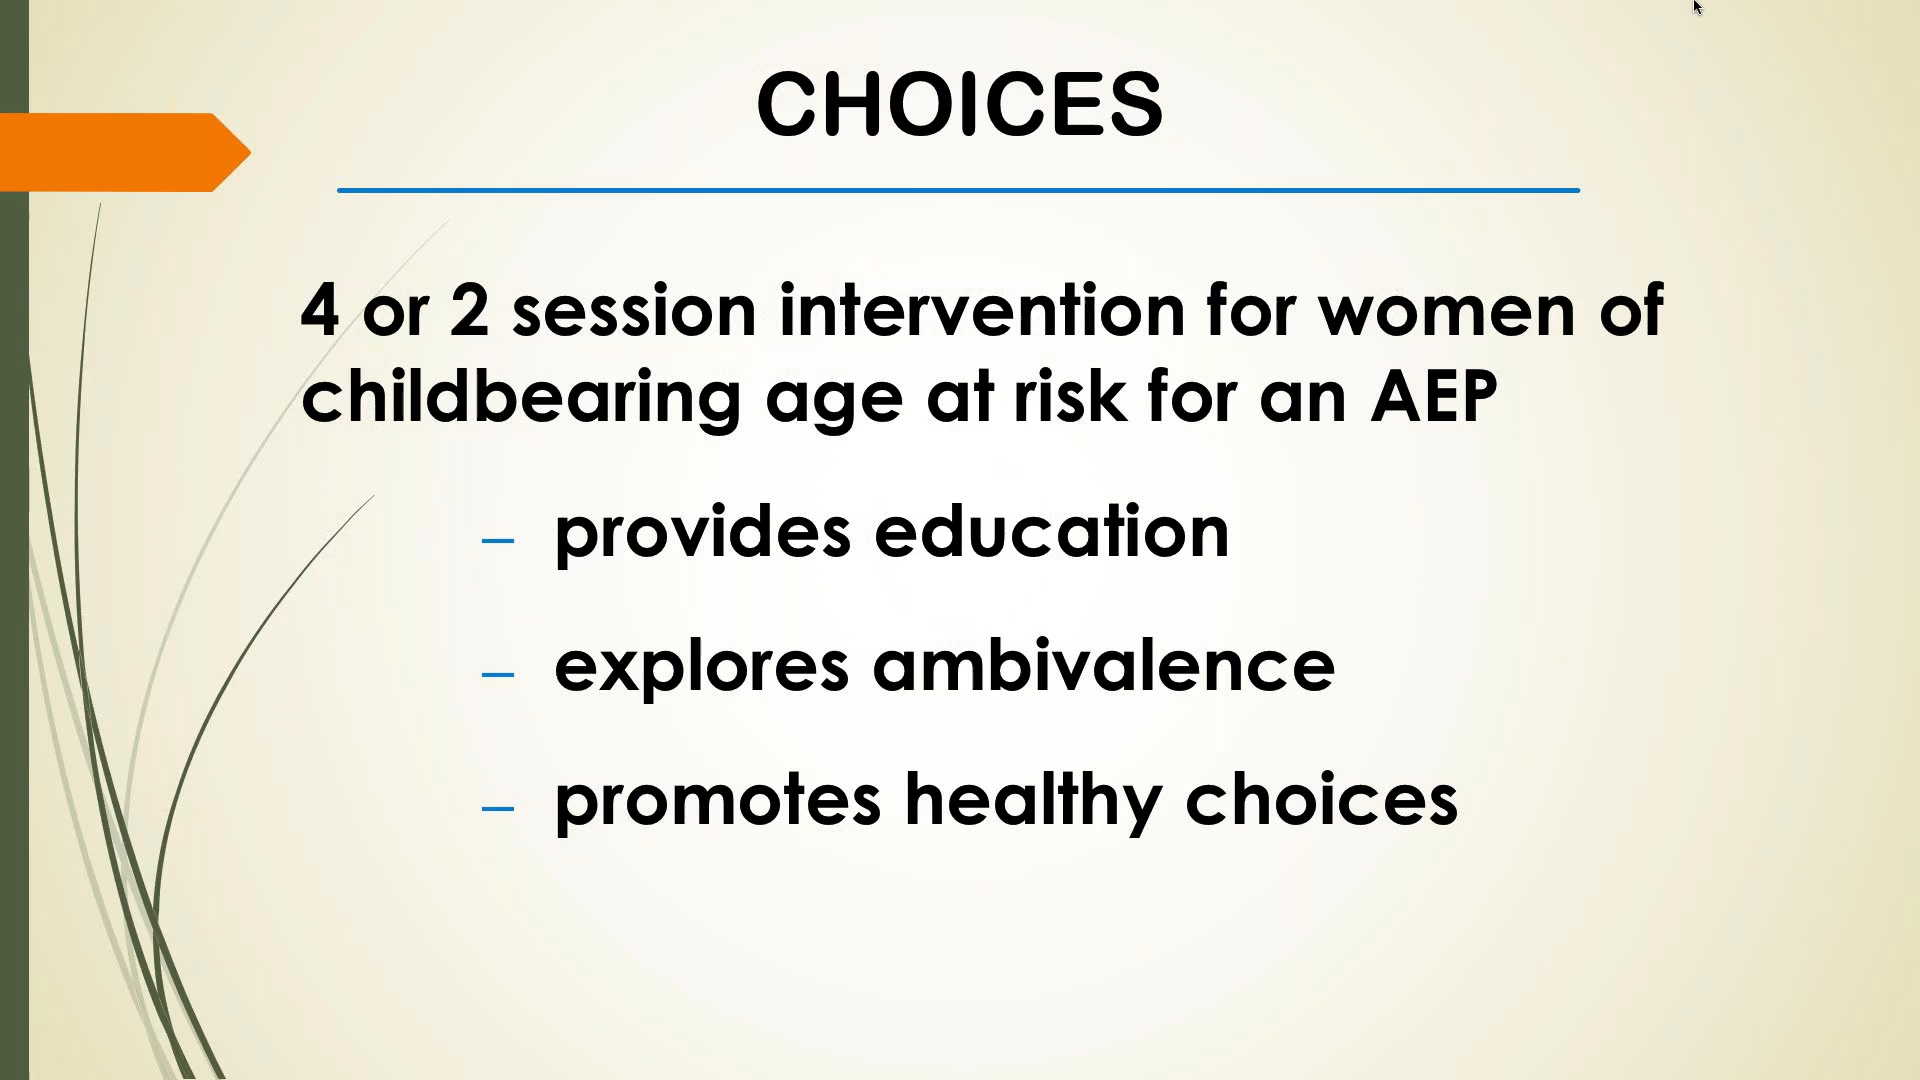 CHOICES
4 or 2 session intervention for women of
childbearing age at risk for an AEP
– provides education
– explores ambivalence
– promotes healthy choices